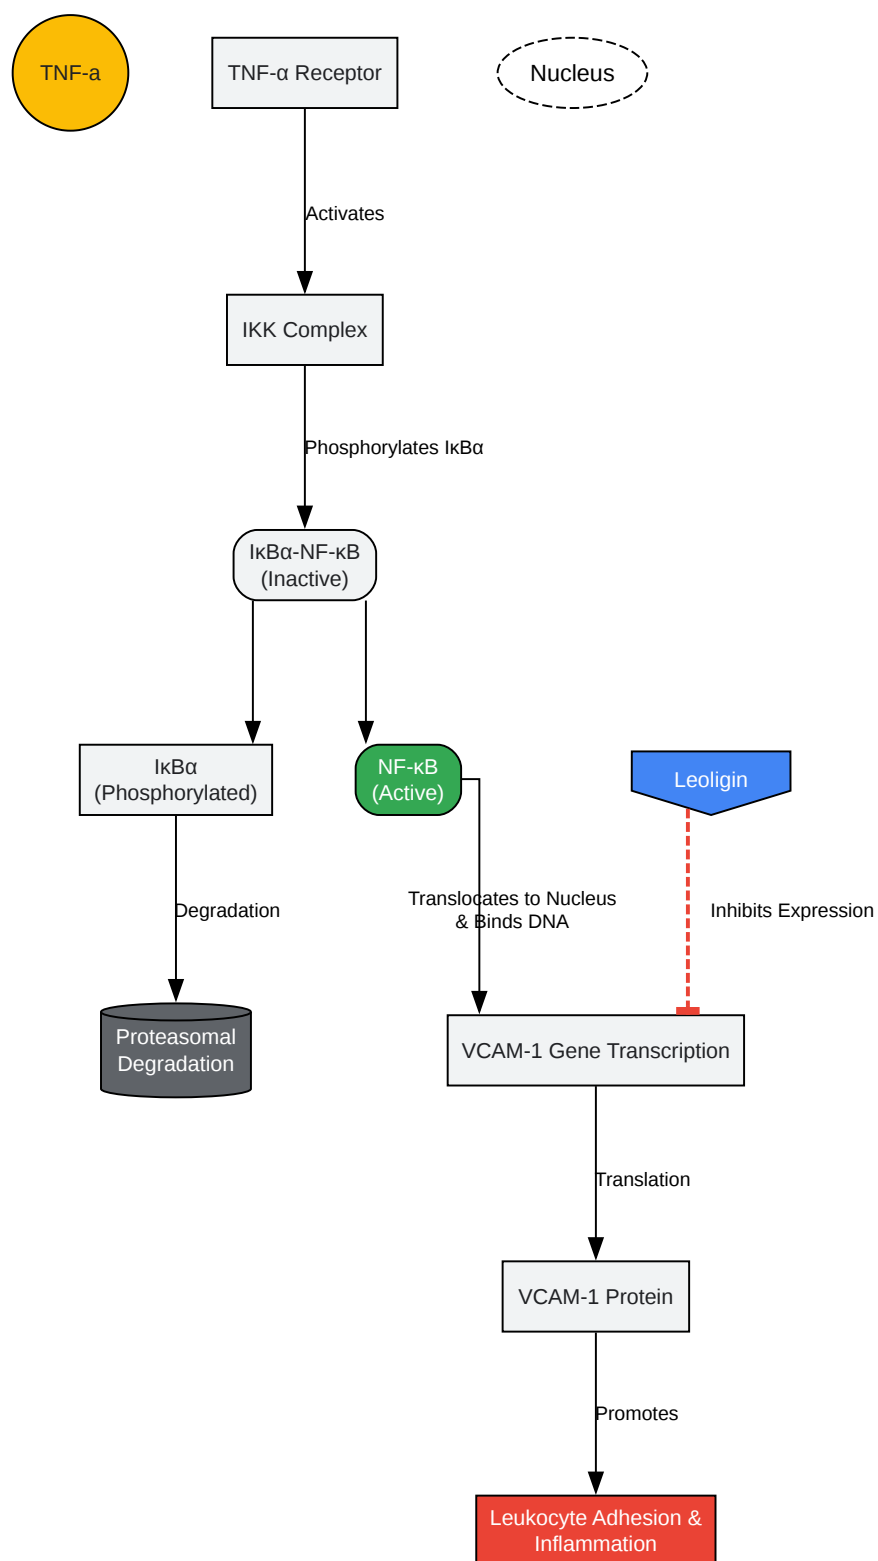 TNF-a
TNF-α Receptor
Nucleus
Activates
IKK Complex
Phosphorylates IκBα
IκBα-NF-κB
(Inactive)
IκBα
(Phosphorylated)
NF-κB
(Active)
Leoligin
Degradation
Translocates to Nucleus
& Binds DNA
Inhibits Expression
Proteasomal
Degradation
VCAM-1 Gene Transcription
Translation
VCAM-1 Protein
Promotes
Leukocyte Adhesion &
Inflammation